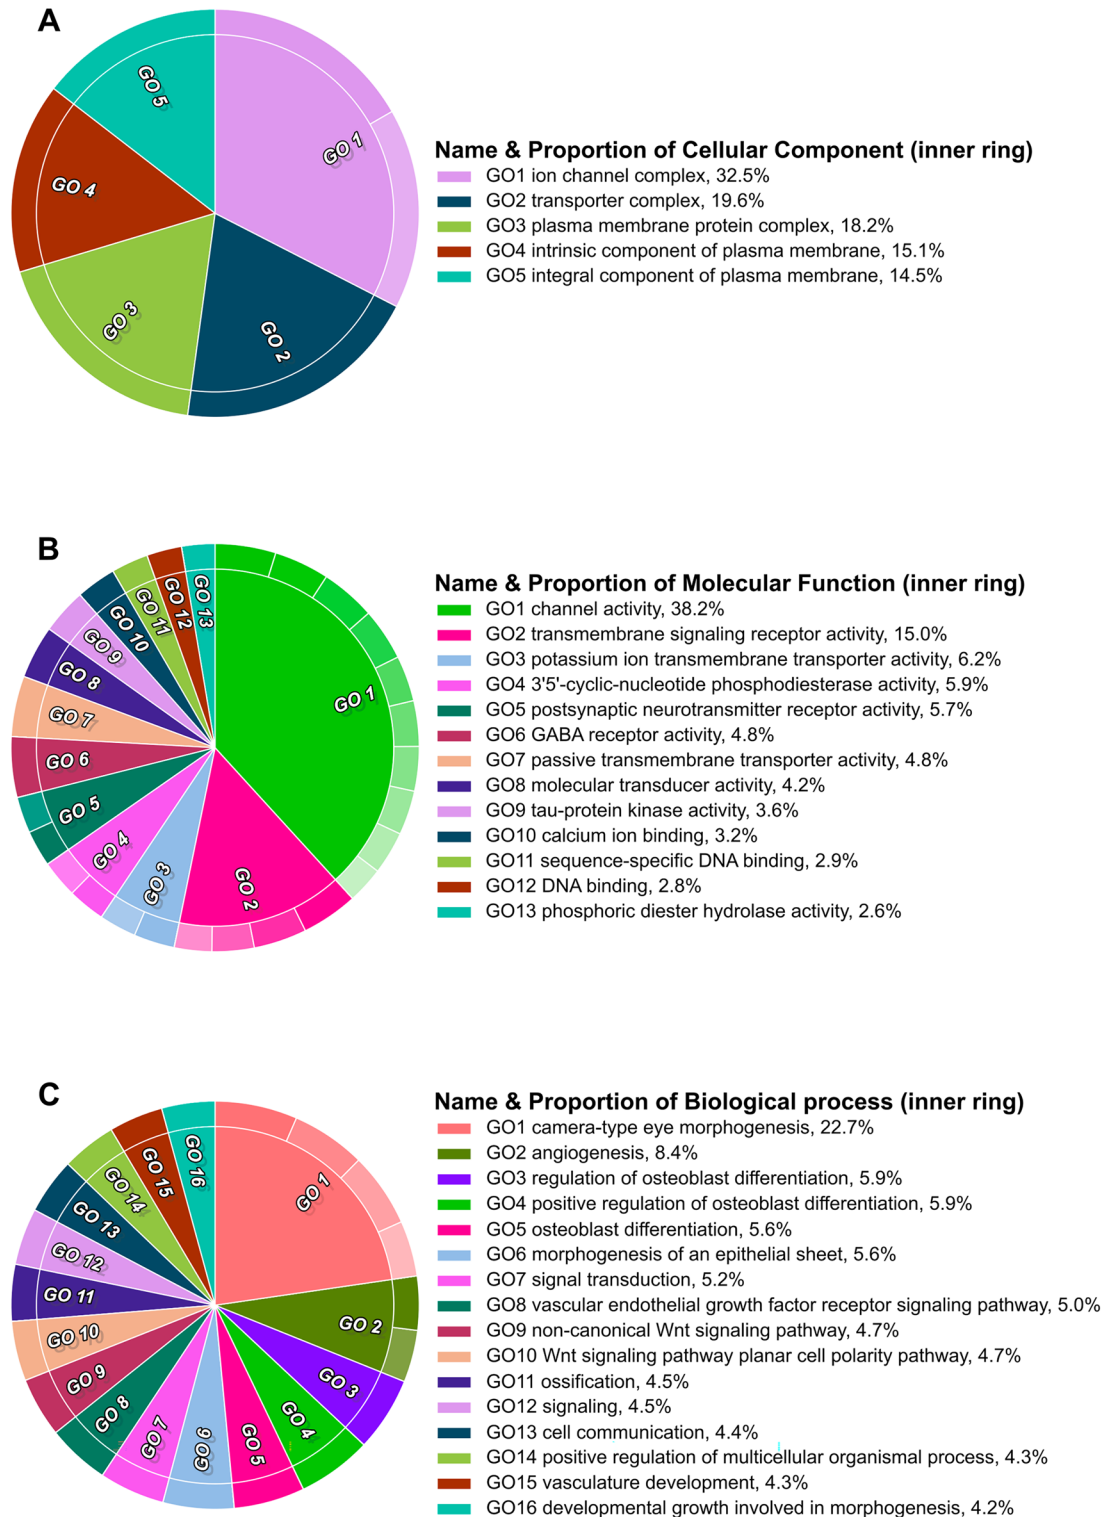 A
GO 1
GO 2
GO 3
GO 4
GO 5
Name & Proportion of Cellular Component (inner ring)
GO1 ion channel complex, 32.5%
GO2 transporter complex, 19.6%
GO3 plasma membrane protein complex, 18.2%
GO4 intrinsic component of plasma membrane, 15.1%
GO5 integral component of plasma membrane, 14.5%
B
GO 1
GO 2
GO 3
GO 4
GO 5
GO 6
GO 7
GO 8
GO 9
GO 10
GO 11
GO 12
GO 13
Name & Proportion of Molecular Function (inner ring)
GO1 channel activity, 38.2%
GO2 transmembrane signaling receptor activity, 15.0%
GO3 potassium ion transmembrane transporter activity, 6.2%
GO4 3'5'-cyclic-nucleotide phosphodiesterase activity, 5.9%
GO5 postsynaptic neurotransmitter receptor activity, 5.7%
GO6 GABA receptor activity, 4.8%
GO7 passive transmembrane transporter activity, 4.8%
GO8 molecular transducer activity, 4.2%
GO9 tau-protein kinase activity, 3.6%
GO10 calcium ion binding, 3.2%
GO11 sequence-specific DNA binding, 2.9%
GO12 DNA binding, 2.8%
GO13 phosphoric diester hydrolase activity, 2.6%
C
GO 1
GO 2
GO 3
GO 4
GO 5
GO 6
GO 7
GO 8
GO 9
GO 10
GO 11
GO 12
GO 13
GO 14
GO 15
GO 16
Name & Proportion of Biological process (inner ring)
GO1 camera-type eye morphogenesis, 22.7%
GO2 angiogenesis, 8.4%
GO3 regulation of osteoblast differentiation, 5.9%
GO4 positive regulation of osteoblast differentiation, 5.9%
GO5 osteoblast differentiation, 5.6%
GO6 morphogenesis of an epithelial sheet, 5.6%
GO7 signal transduction, 5.2%
GO8 vascular endothelial growth factor receptor signaling pathway, 5.0%
GO9 non-canonical Wnt signaling pathway, 4.7%
GO10 Wnt signaling pathway planar cell polarity pathway, 4.7%
GO11 ossification, 4.5%
GO12 signaling, 4.5%
GO13 cell communication, 4.4%
GO14 positive regulation of multicellular organismal process, 4.3%
GO15 vasculature development, 4.3%
GO16 developmental growth involved in morphogenesis, 4.2%